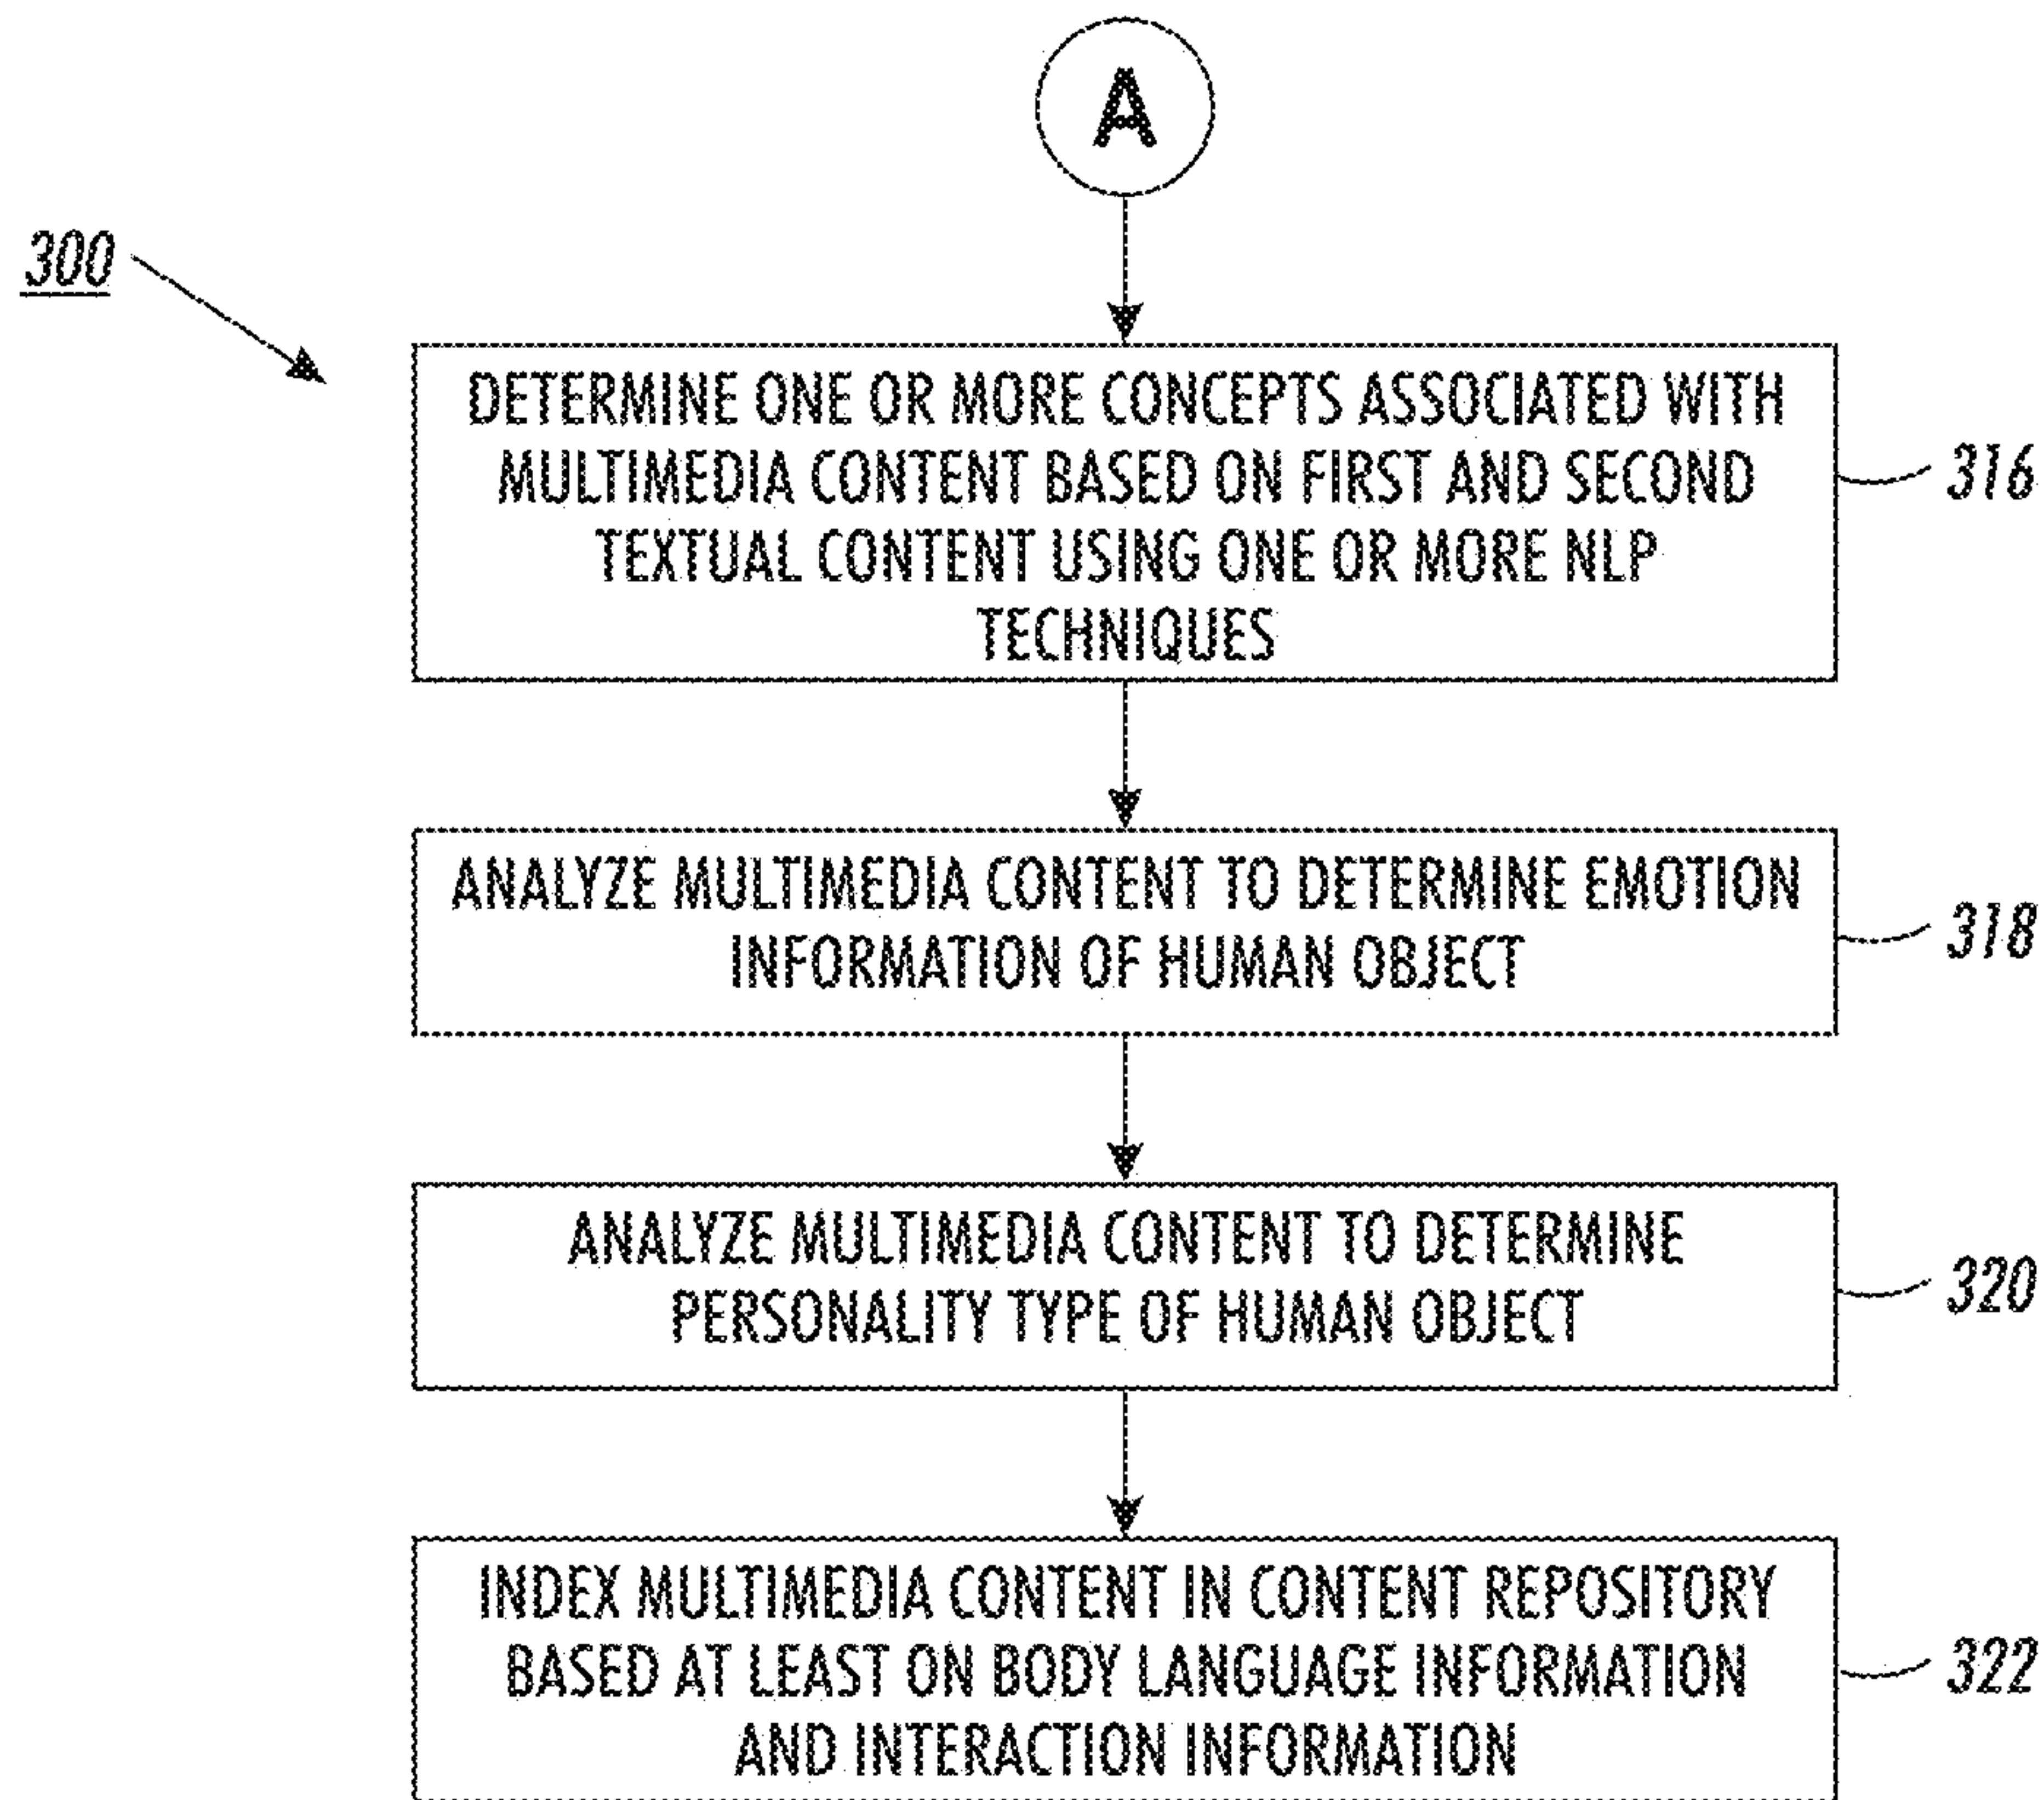 A
300
DETERMINE ONE OR MORE CONCEPTS ASSOCIATED WITH
MULTIMEDIA CONTENT BASED ON FIRST AND SECOND
TEXTUAL CONTENT USING ONE OR MORE NLP
TECHNIQUES
316
ANALYZE MULTIMEDIA CONTENT TO DETERMINE EMOTION
INFORMATION OF HUMAN OBJECT
318
ANALYZE MULTIMEDIA CONTENT TO DETERMINE
PERSONALITY TYPE OF HUMAN OBJECT
320
INDEX MULTIMEDIA CONTENT IN CONTENT REPOSITORY
BASED AT LEAST ON BODY LANGUAGE INFORMATION
AND INTERACTION INFORMATION
322